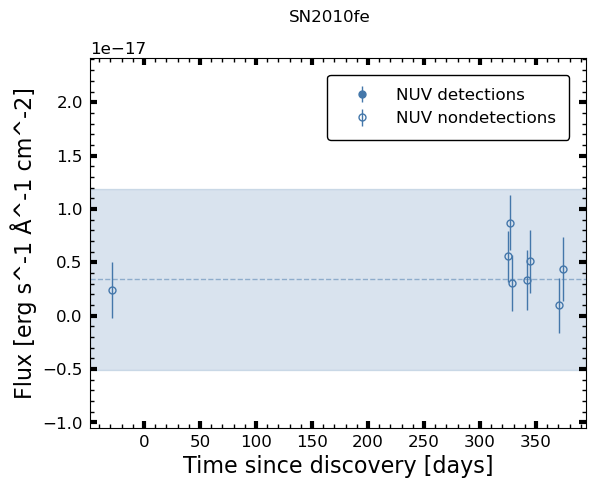 SN2010fe
1e−17
NUV detections
NUV nondetections
2.0
1.5
1.0
0.5
0.0
−0.5
−1.0
Flux [erg s^-1 Å^-1 cm^-2]
0 50 100 150 200 250 300 350
Time since discovery [days]